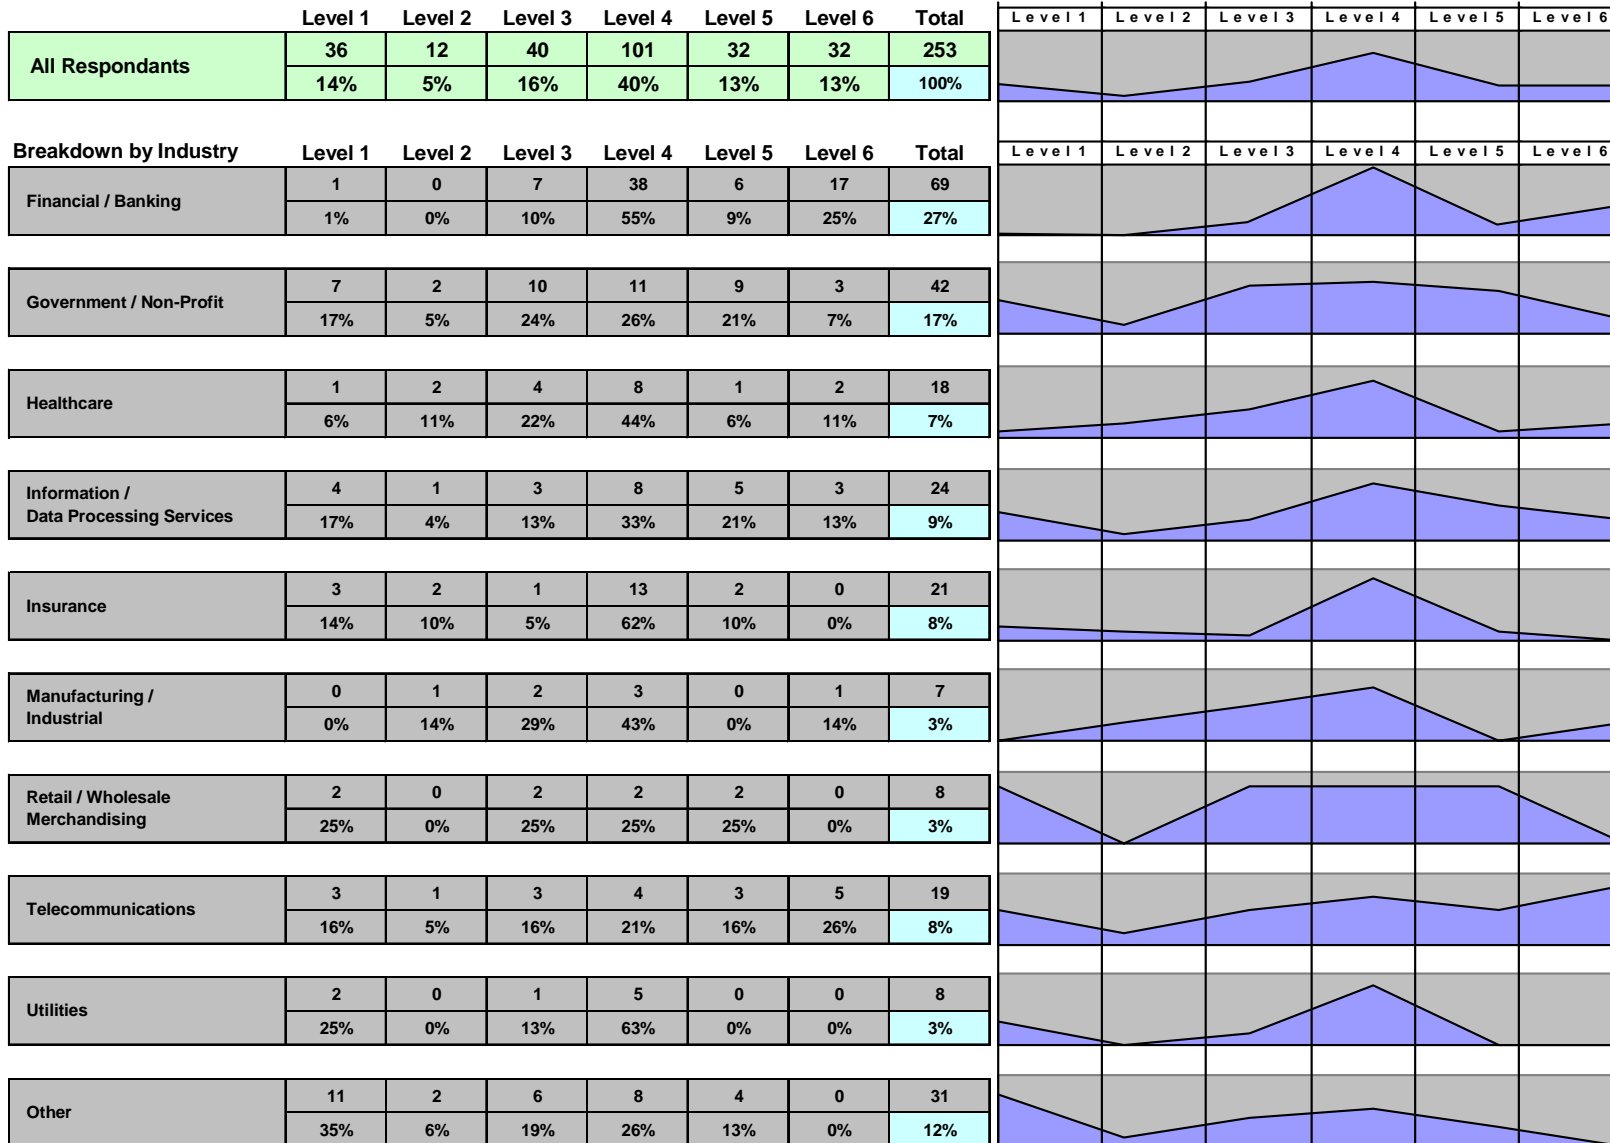 Level 1 Level 2 Level 3 Level 4 Level 5 Level 6 Total Level 1 Level 2 Level 3 Level 4 Level 5 Level 6
All Respondants
36 12 40 101 32 32 253
14% 5% 16% 40% 13% 13% 100%
Breakdown by Industry Level 1 Level 2 Level 3 Level 4 Level 5 Level 6 Total Level 1 Level 2 Level 3 Level 4 Level 5 Level 6
Financial / Banking
1 0 7 38 6 17 69
1% 0% 10% 55% 9% 25% 27%
Government / Non-Profit
7 2 10 11 9 3 42
17% 5% 24% 26% 21% 7% 17%
Healthcare
1 2 4 8 1 2 18
6% 11% 22% 44% 6% 11% 7%
Information /
Data Processing Services
4 1 3 8 5 3 24
17% 4% 13% 33% 21% 13% 9%
Insurance
3 2 1 13 2 0 21
14% 10% 5% 62% 10% 0% 8%
Manufacturing /
Industrial
0 1 2 3 0 1 7
0% 14% 29% 43% 0% 14% 3%
Retail / Wholesale
Merchandising
2 0 2 2 2 0 8
25% 0% 25% 25% 25% 0% 3%
Telecommunications
3 1 3 4 3 5 19
16% 5% 16% 21% 16% 26% 8%
Utilities
2 0 1 5 0 0 8
25% 0% 13% 63% 0% 0% 3%
Other
11 2 6 8 4 0 31
35% 6% 19% 26% 13% 0% 12%